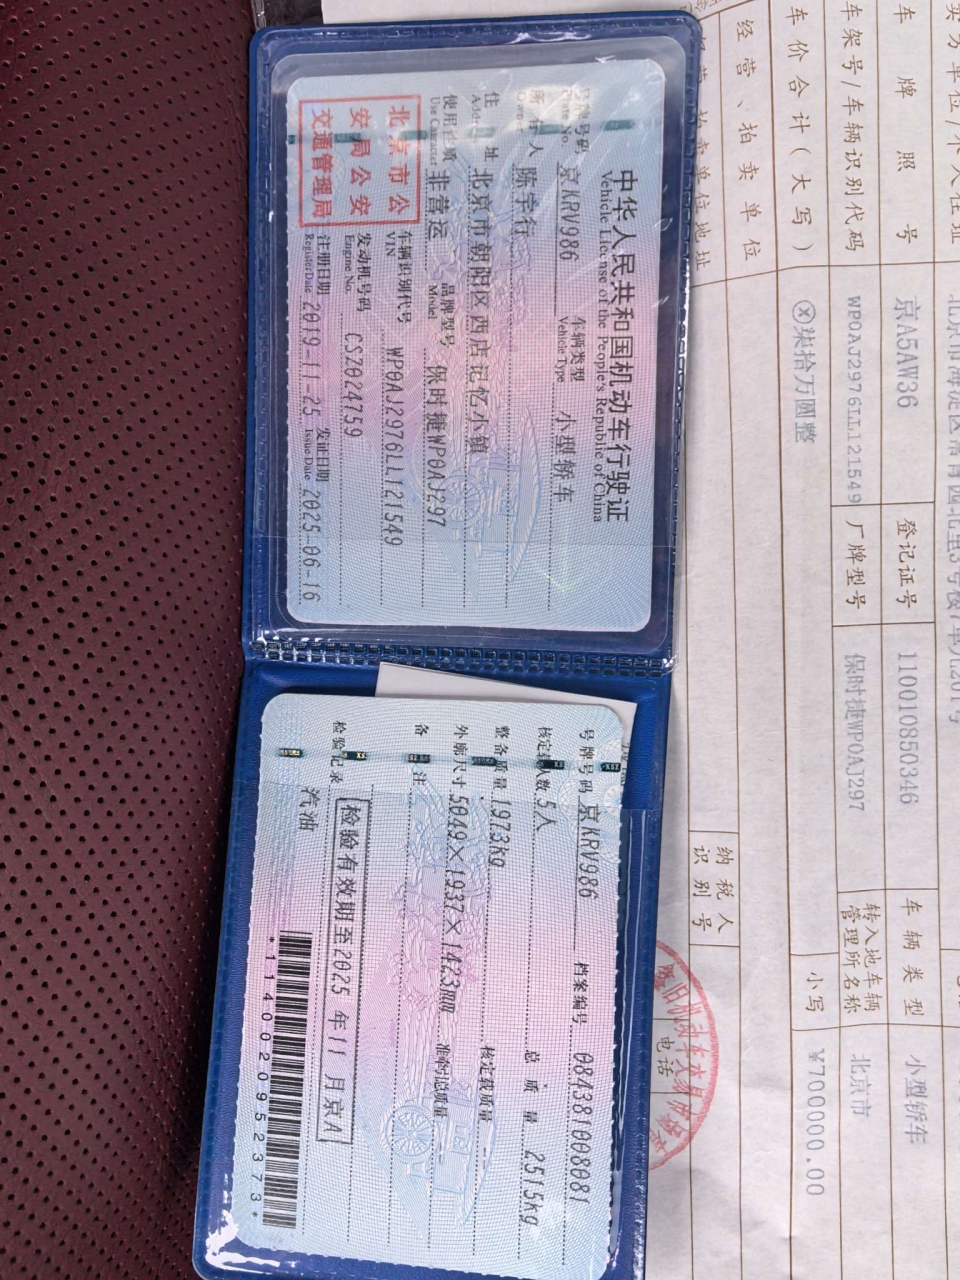 中华人民共和国机动车行驶证
Vehicle License of the People's Republic of China
号牌号码 京KRV986 车辆类型 小型轿车
Plate No. Vehicle Type
所有人 陈宇行
住址 北京市朝阳区西店记忆小镇
使用性质 非营运 品牌型号 保时捷WP0AJ297
Use Character Model
北京市公
安局公安
交通管理局
车辆识别代号 WP0AJ2976LL121549
VIN
发动机号码 CSZ024759
Engine No.
注册日期 2019-11-25 发证日期 2025-06-16
Register Date Issue Date
号牌号码 京KRV986 档案编号 084381008081
核定载人数 5人 总质量 2515kg
整备质量 1973kg 核定载质量
外廓尺寸 5049×1937×1423mm 准牵引总质量
备注
检验有效期至2025年11月京A
检验记录
汽油
*1140020952373*
车牌照号 京A5AW36 登记证号 110010850346 车辆类型 小型轿车
车架号/车辆识别代码 WP0AJ2976LL121549 厂牌型号 保时捷WP0AJ297 转入地车辆管理所名称 北京市
车价合计(大写) ⓧ柒拾万圆整 小写 ¥700000.00
经营、拍卖单位
纳税人识别号
电话